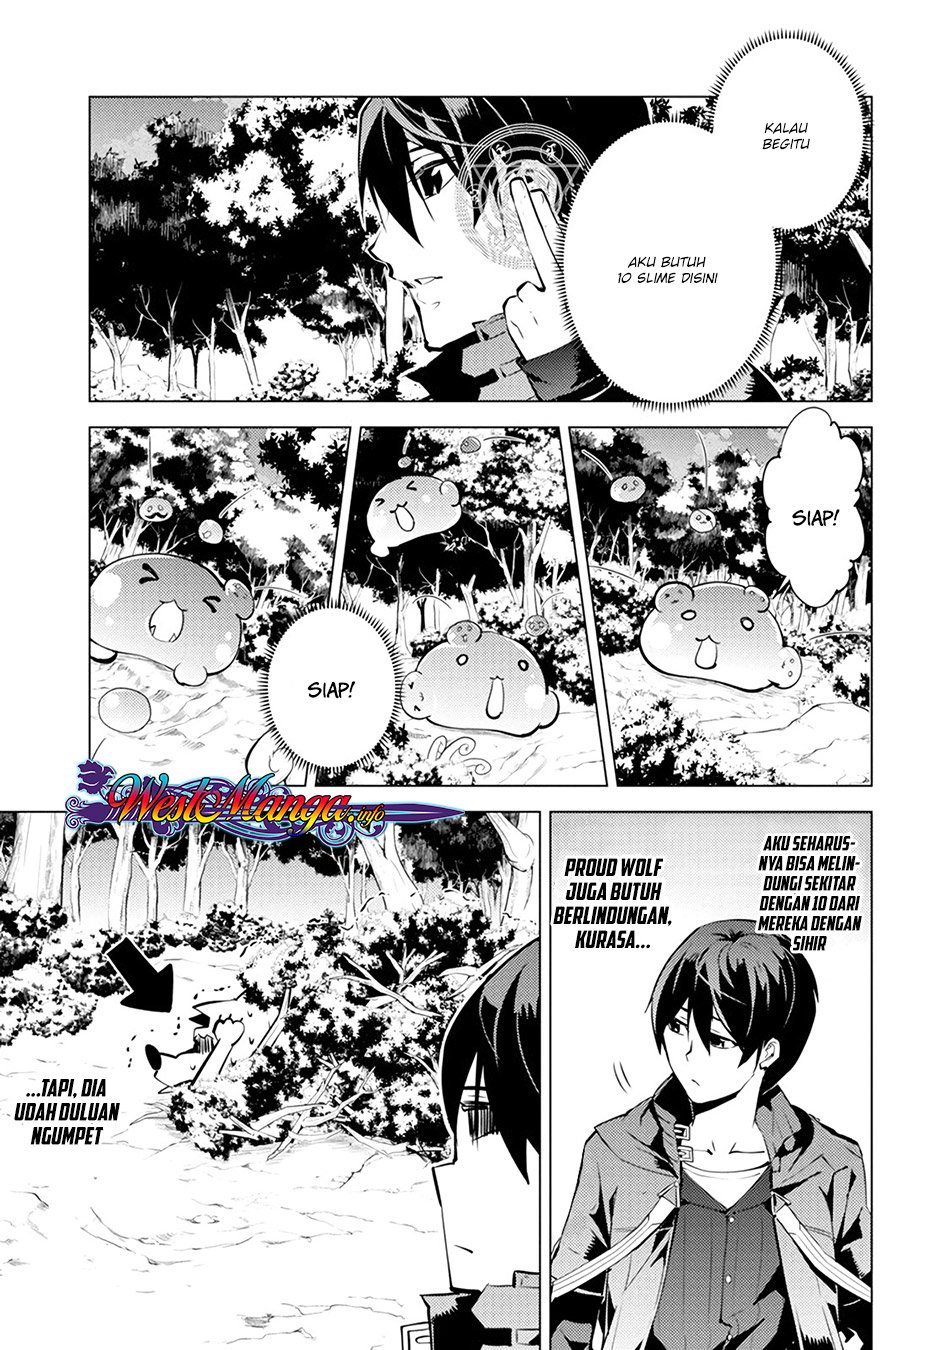 KALAU
BEGITU
AKU BUTUH
10 SLIME DISINI
SIAP!
SIAP!
WestManga.info
AKU SEHARUS-
NYA BISA MELIN-
DUNGI SEKITAR
DENGAN 10 DARI
MEREKA DENGAN
SIHIR
PROUD WOLF
JUGA BUTUH
BERLINDUNGAN,
KURASA...
...TAPI, DIA
UDAH DULUAN
NGUMPET